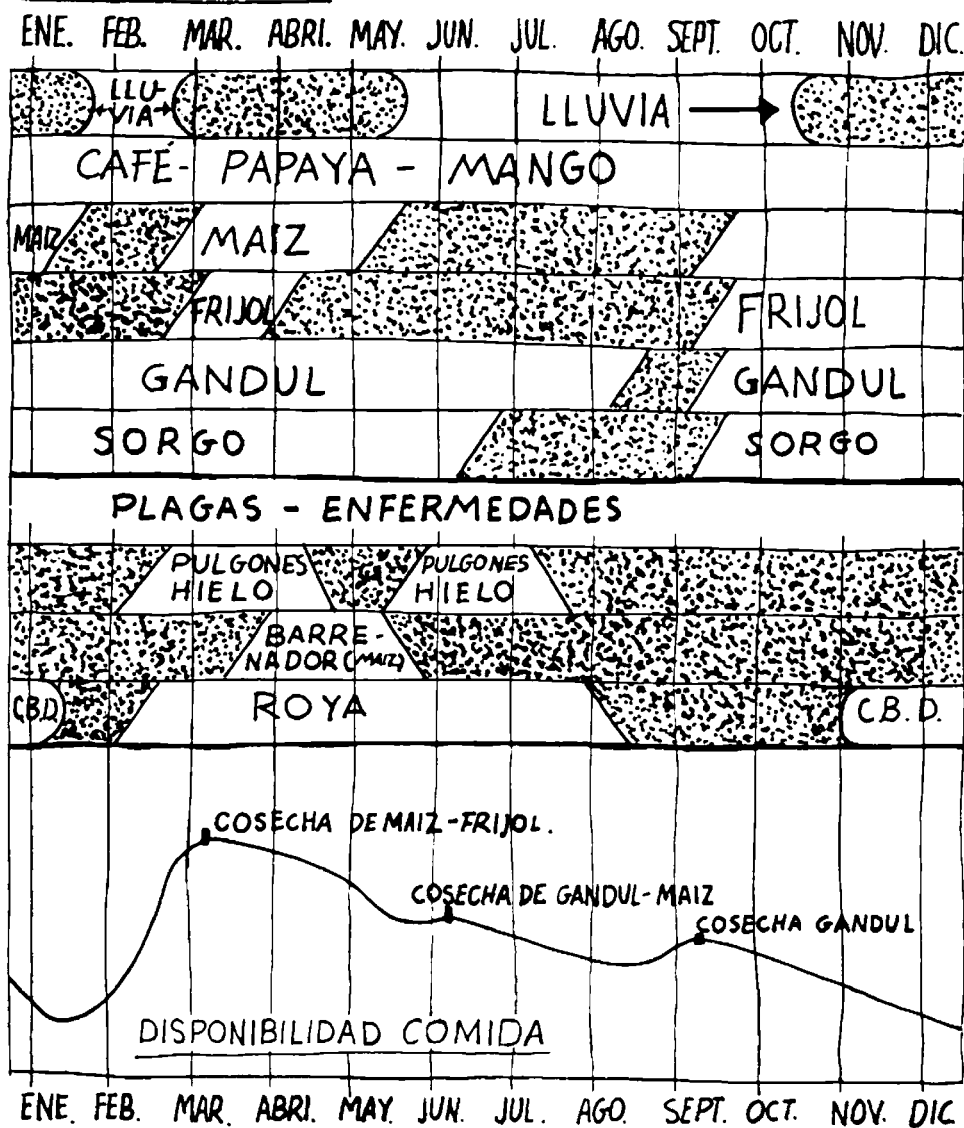 ENE. FEB. MAR. ABRI. MAY. JUN. JUL. AGO. SEPT. OCT. NOV. DIC.
LLU-
VIA
LLUVIA
CAFÉ - PAPAYA - MANGO
MAIZ MAIZ
FRIJOL FRIJOL
GANDUL GANDUL
SORGO SORGO
PLAGAS - ENFERMEDADES
PULGONES
HIELO
PULGONES
HIELO
BARRE-
NADOR (MAIZ)
C.B.D. ROYA C.B.D.
COSECHA DE MAIZ-FRIJOL.
COSECHA DE GANDUL-MAIZ
COSECHA GANDUL
DISPONIBILIDAD COMIDA
ENE. FEB. MAR. ABRI. MAY. JUN. JUL. AGO. SEPT. OCT. NOV. DIC